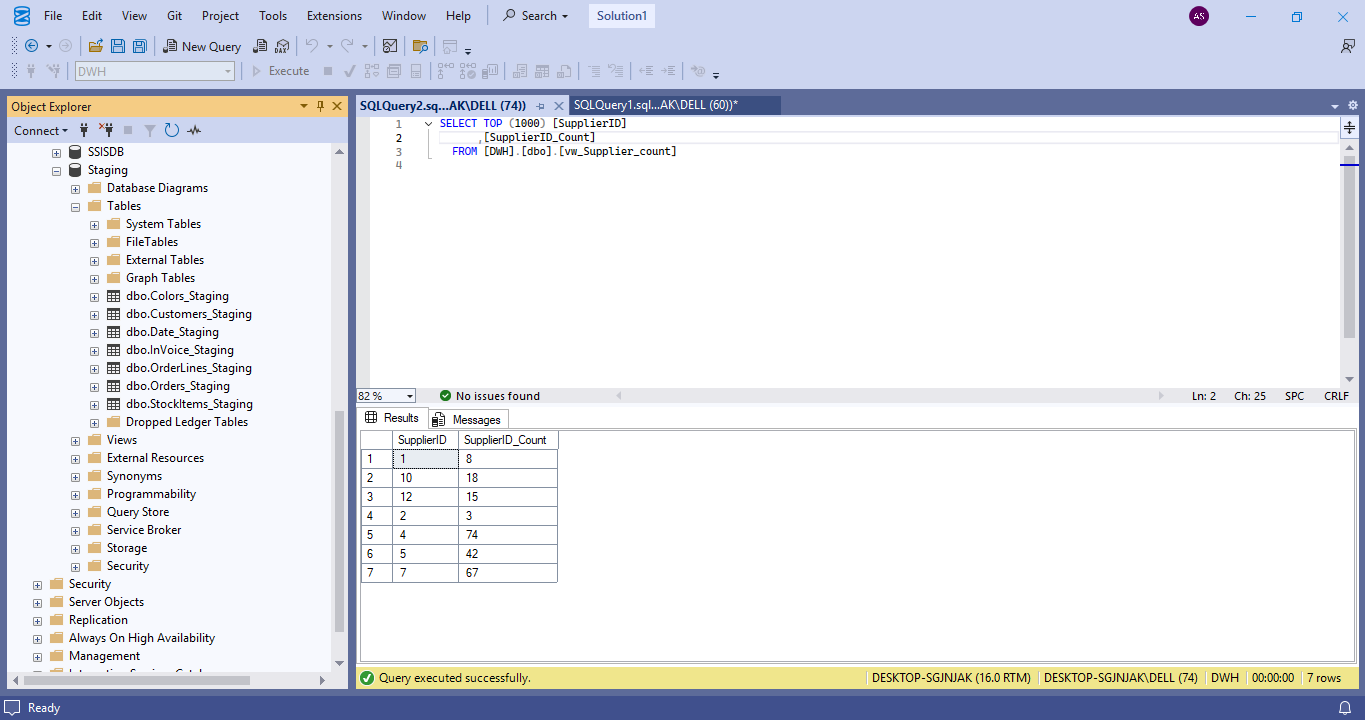 File Edit View Git Project Tools Extensions Window Help Search Solution1 AS
New Query DAX
DWH Execute
Object Explorer
Connect
SSISDB
Staging
Database Diagrams
Tables
System Tables
FileTables
External Tables
Graph Tables
dbo.Colors_Staging
dbo.Customers_Staging
dbo.Date_Staging
dbo.InVoice_Staging
dbo.OrderLines_Staging
dbo.Orders_Staging
dbo.StockItems_Staging
Dropped Ledger Tables
Views
External Resources
Synonyms
Programmability
Query Store
Service Broker
Storage
Security
Security
Server Objects
Replication
Always On High Availability
Management
SQLQuery2.sq...AK\DELL (74)) SQLQuery1.sql...AK\DELL (60))*
1 SELECT TOP (1000) [SupplierID]
2 ,[SupplierID_Count]
3 FROM [DWH].[dbo].[vw_Supplier_count]
4
82 % No issues found Ln: 2 Ch: 25 SPC CRLF
Results Messages
SupplierID SupplierID_Count
1 1 8
2 10 18
3 12 15
4 2 3
5 4 74
6 5 42
7 7 67
Query executed successfully. DESKTOP-SGJNJAK (16.0 RTM) DESKTOP-SGJNJAK\DELL (74) DWH 00:00:00 7 rows
Ready